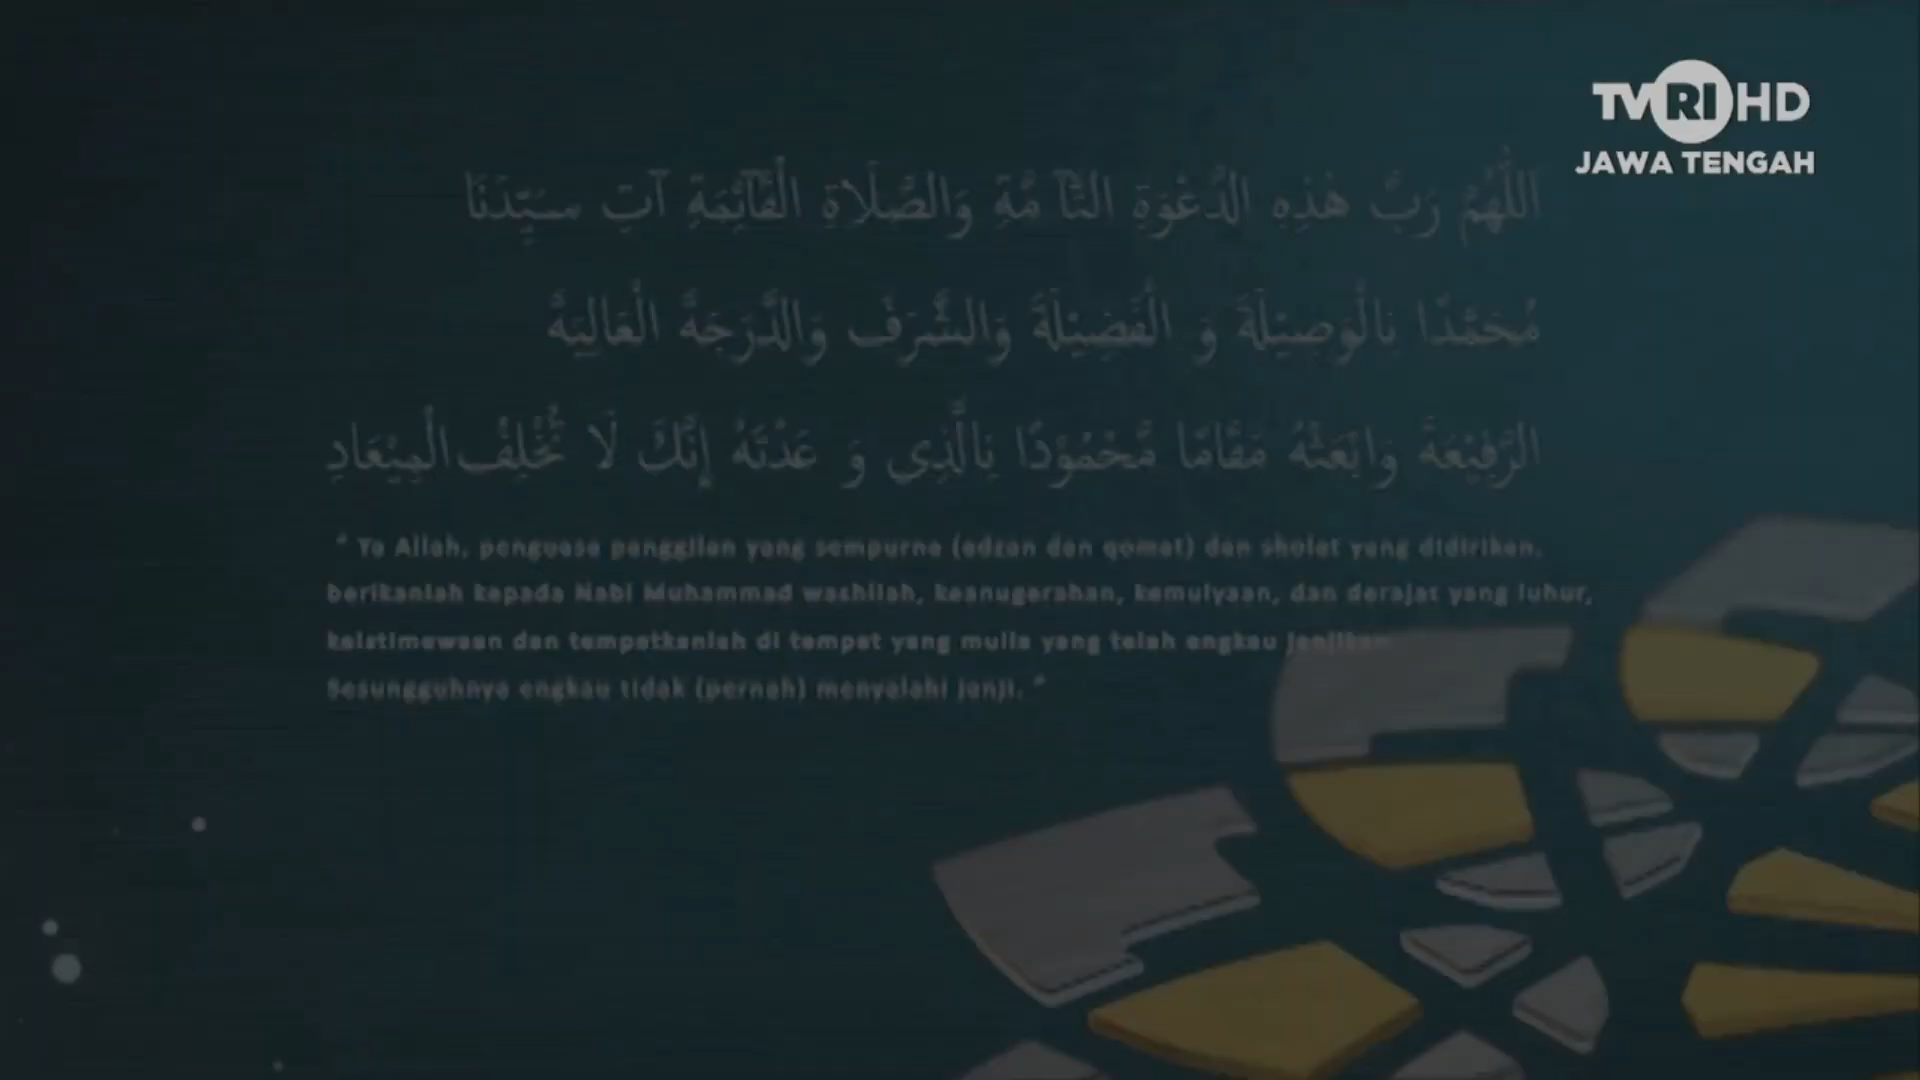 TVRI HD
JAWA TENGAH
اللّٰهُمَّ رَبَّ هٰذِهِ الدَّعْوَةِ التَّآ مَّةِ وَالصَّلَاةِ الْقَآئِمَةِ آتِ سَيِّدَنَا
مُحَمَّدًا نِالْوَصِيْلَةَ وَ الْفَضِيْلَةَ وَالشَّرَفَ وَالدَّرَجَةَ الْعَالِيَةَ
الرَّفِيْعَةَ وَابْعَثْهُ مَقَامًا مَّحْمُوْدًا نِالَّذِى وَ عَدْتَهُ إِنَّكَ لَا تُخْلِفُ الْمِيْعَادِ
" Ya Allah, penguasa panggilan yang sempurna (adzan dan qomat) dan sholat yang didirikan,
berikanlah kepada Nabi Muhammad washilah, keanugerahan, kemulyaan, dan derajat yang luhur,
keistimewaan dan tempatkanlah di tempat yang mulia yang telah engkau janjikan
Sesungguhnya engkau tidak (pernah) menyalahi janji. "